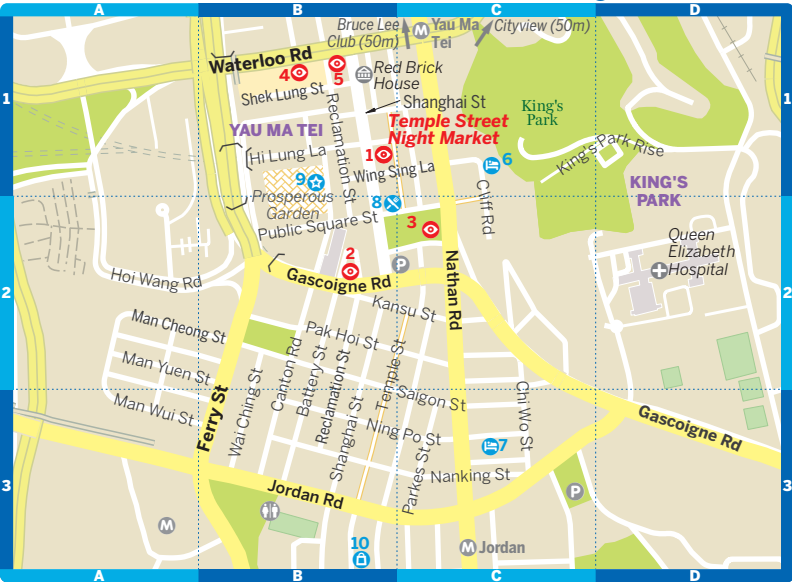 A
B
C
D
Bruce Lee
Club (50m)
M
Yau Ma
Tei
Cityview (50m)
Waterloo Rd
4
5
Red Brick
House
1
1
Shek Lung St
Shanghai St
King's
Park
YAU MA TEI
Reclamation St
Temple Street
Night Market
Hi Lung La
1
6
King's Park Rise
Wing Sing La
9
KING'S
PARK
Prosperous
Garden
8
Cliff Rd
Public Square St
3
Queen
Elizabeth
Hospital
2
P
Nathan Rd
Hoi Wang Rd
Gascoigne Rd
2
2
Kansu St
Man Cheong St
Pak Hoi St
Man Yuen St
Canton Rd
Battery St
Reclamation St
Temple St
Saigon St
Chi Wo St
Man Wui St
Ferry St
Wai Ching St
Shanghai St
Ning Po St
Gascoigne Rd
7
Parkes St
Nanking St
3
3
Jordan Rd
P
M
10
M Jordan
A
B
C
D